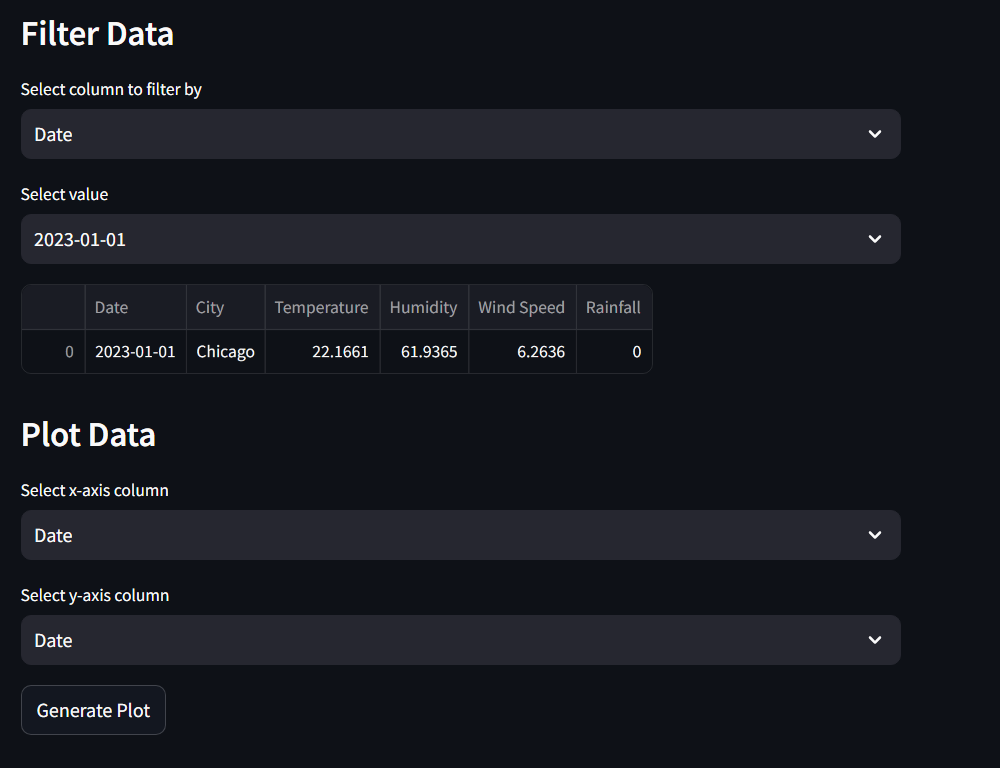 Filter Data
Select column to filter by
Date
Select value
2023-01-01
Date City Temperature Humidity Wind Speed Rainfall
0 2023-01-01 Chicago 22.1661 61.9365 6.2636 0
Plot Data
Select x-axis column
Date
Select y-axis column
Date
Generate Plot